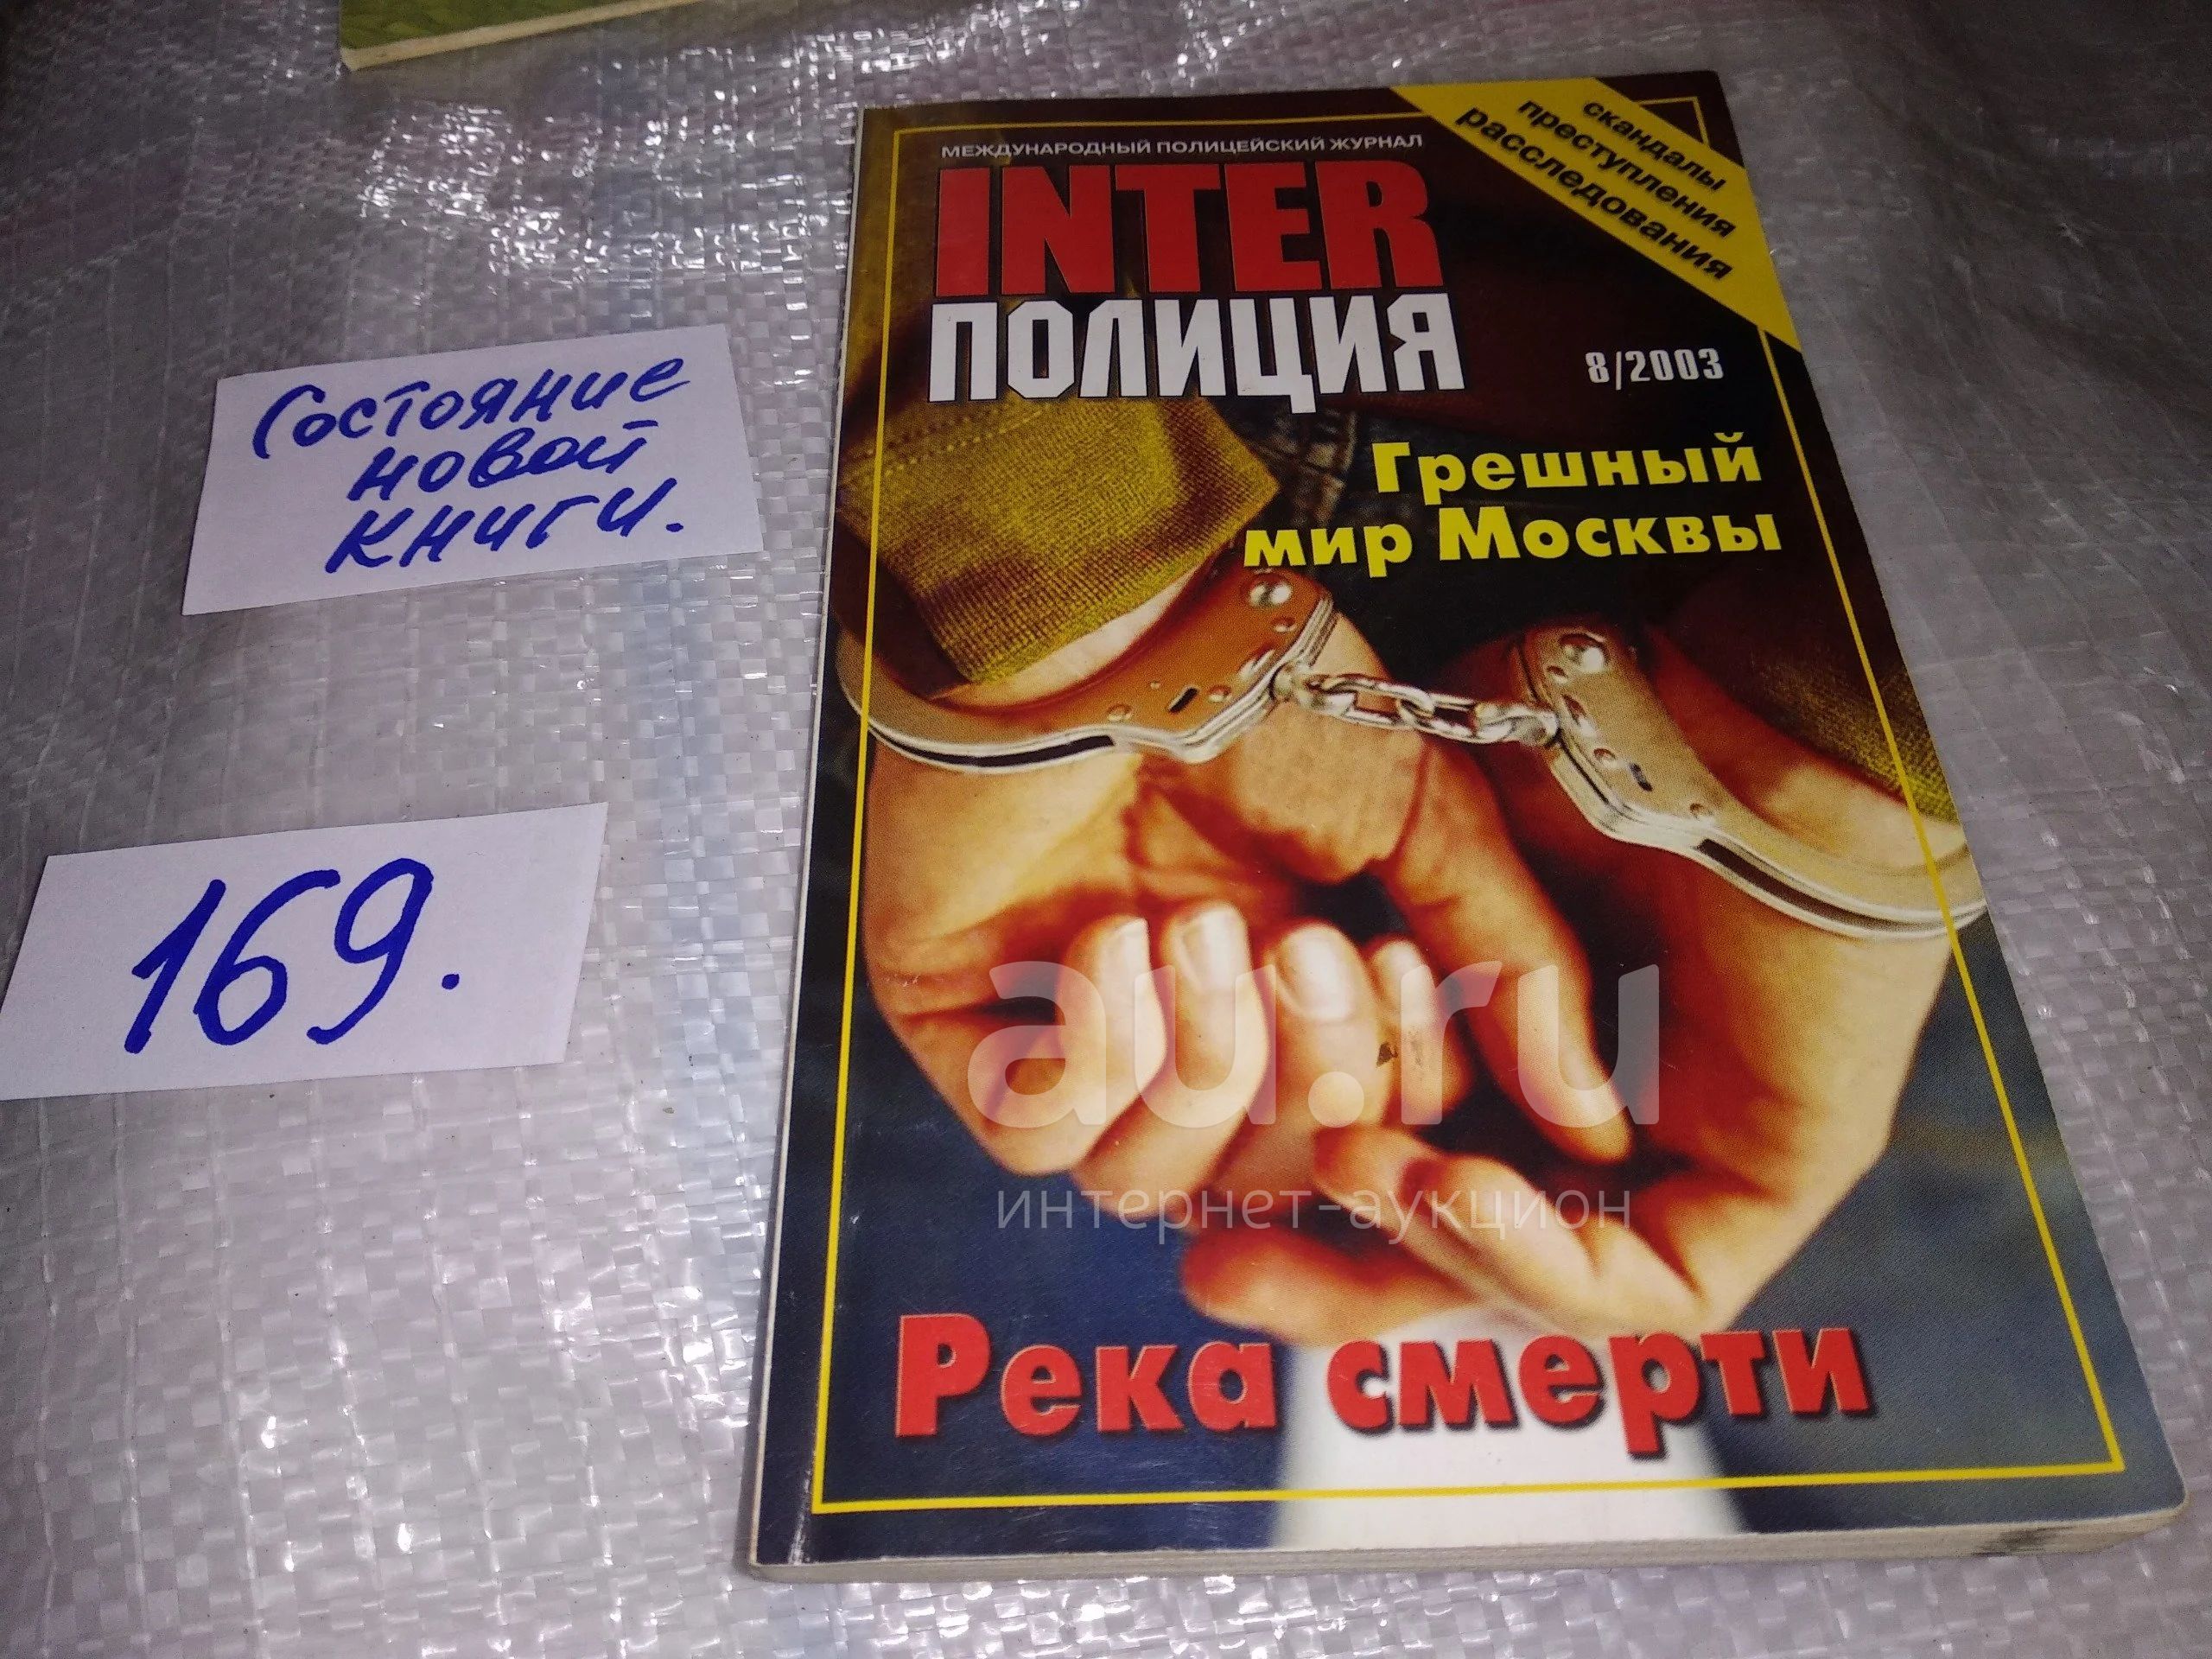 Состояние
новой
книги.
169.
МЕЖДУНАРОДНЫЙ ПОЛИЦЕЙСКИЙ ЖУРНАЛ
INTER
ПОЛИЦИЯ
скандалы
преступления
расследования
8/2003
Грешный
мир Москвы
au.ru
интернет-аукцион
Река смерти